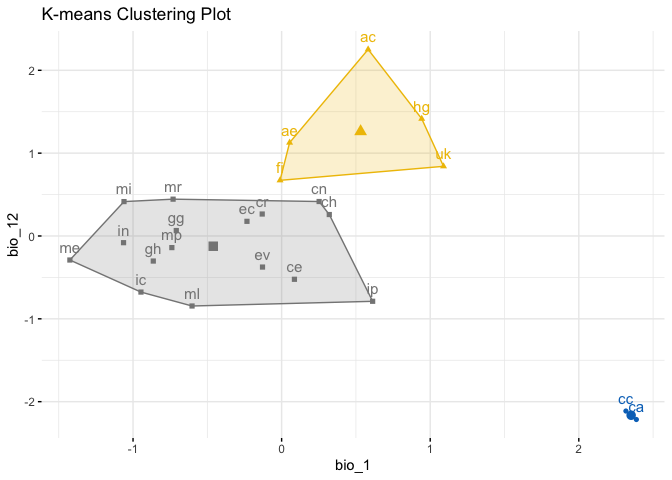 K-means Clustering Plot
ac
2
hg
ae
uk
1
fi
mi
mr
cn
ch
cr
ec
gg
in
mp
0
bio_12
me
gh
ev
ce
ic
ip
ml
-1
cc
ca
-2
-1
0
1
2
bio_1